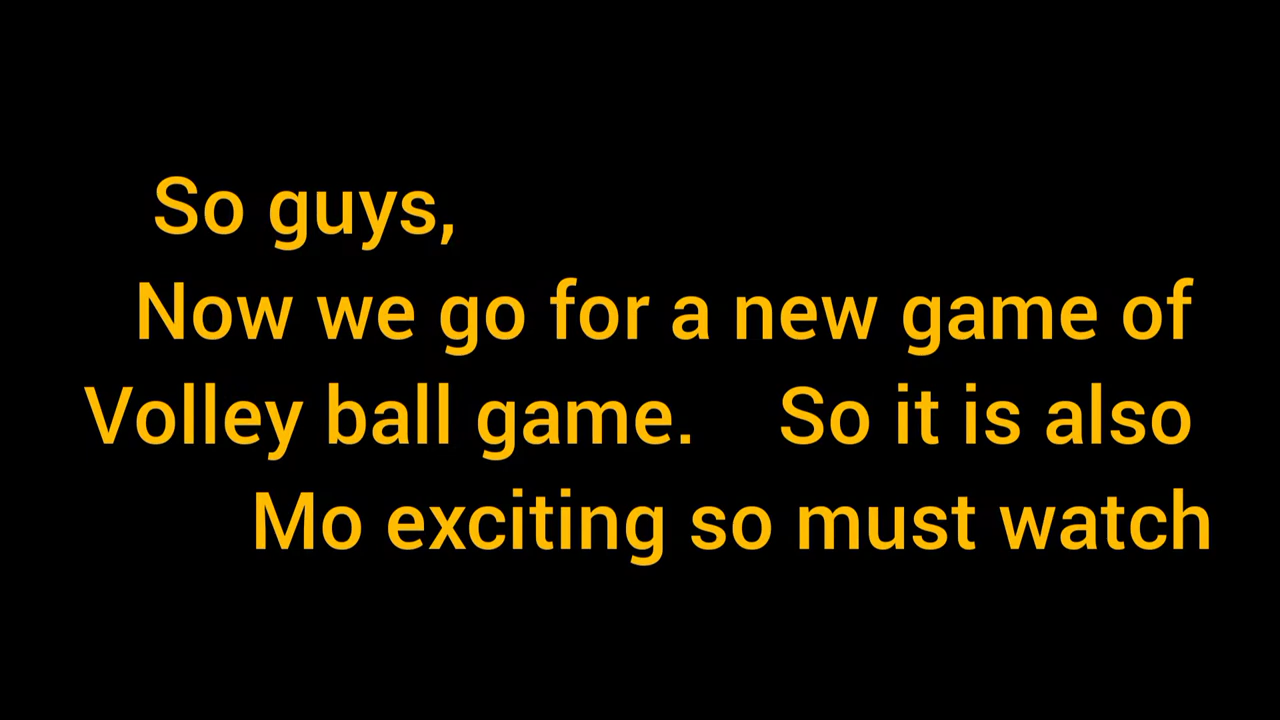 So guys,
Now we go for a new game of
Volley ball game. So it is also
Mo exciting so must watch